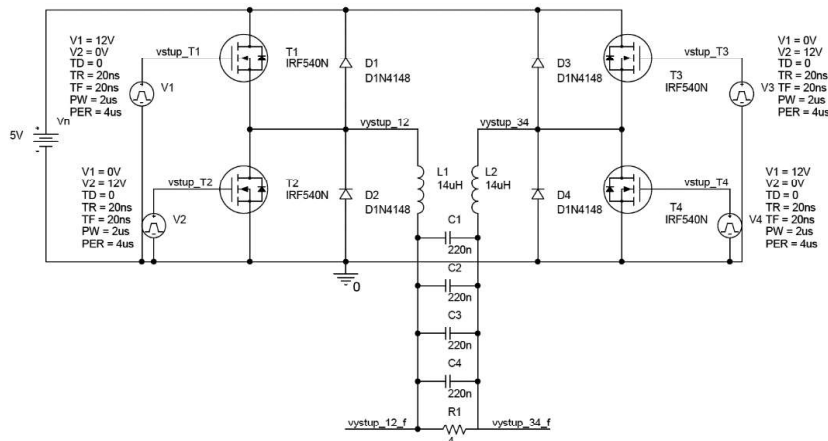 V1 = 12V
V2 = 0V
TD = 0
TR = 20ns
TF = 20ns
PW = 2us
PER = 4us
vstup_T1
V1
T1
IRF540N
D1
D1N4148
D3
D1N4148
vstup_T3
T3
IRF540N
V3
V1 = 0V
V2 = 12V
TD = 0
TR = 20ns
TF = 20ns
PW = 2us
PER = 4us
Vn
5V
vystup_12
vystup_34
V1 = 0V
V2 = 12V
TD = 0
TR = 20ns
TF = 20ns
PW = 2us
PER = 4us
vstup_T2
V2
T2
IRF540N
D2
D1N4148
L1
14uH
L2
14uH
D4
D1N4148
vstup_T4
T4
IRF540N
V4
V1 = 12V
V2 = 0V
TD = 0
TR = 20ns
TF = 20ns
PW = 2us
PER = 4us
C1
220n
0
C2
220n
C3
220n
C4
220n
R1
4
vystup_12_f
vystup_34_f